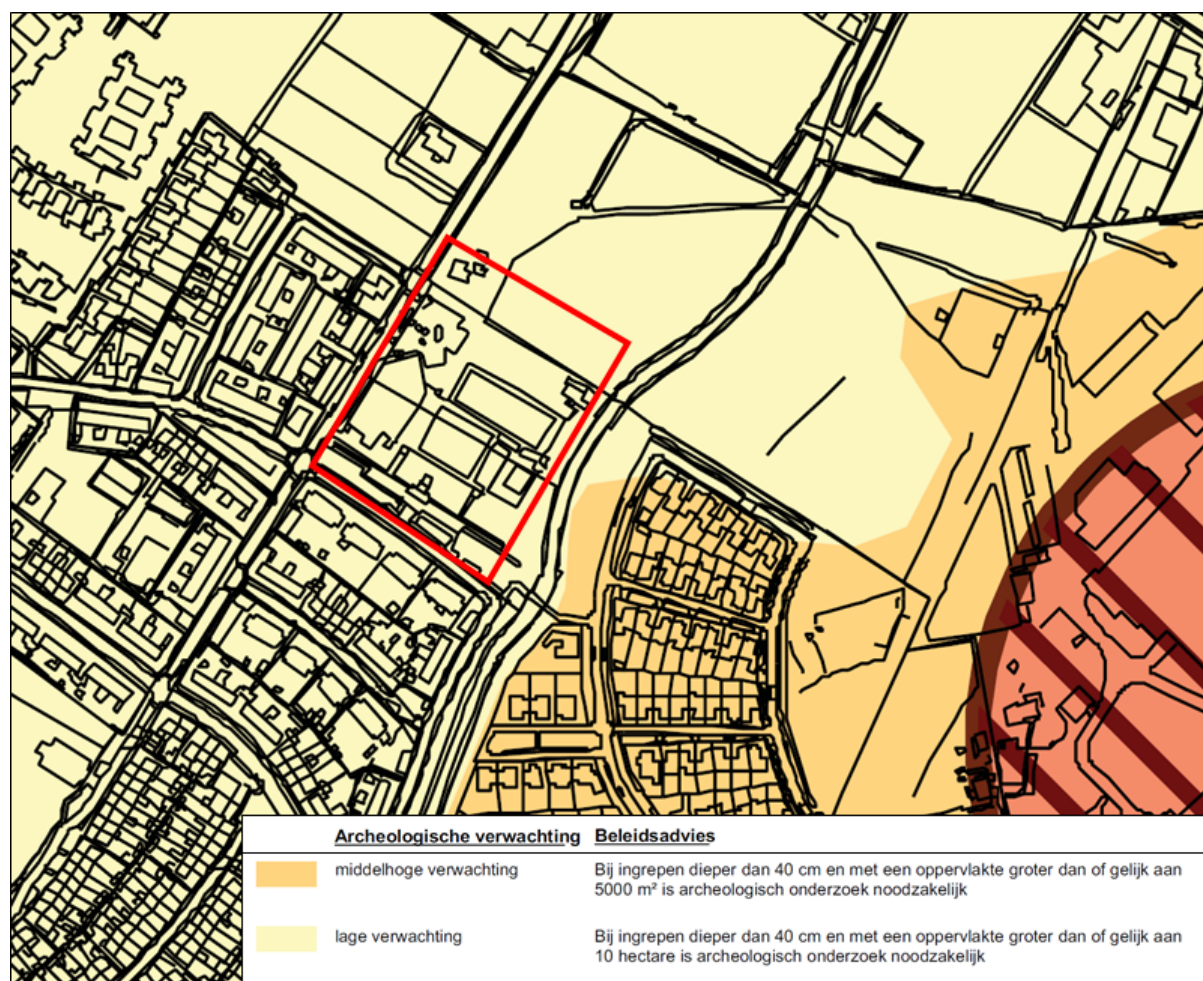 Archeologische verwachting Beleidsadvies
middelhoge verwachting Bij ingrepen dieper dan 40 cm en met een oppervlakte groter dan of gelijk aan
5000 m² is archeologisch onderzoek noodzakelijk
lage verwachting Bij ingrepen dieper dan 40 cm en met een oppervlakte groter dan of gelijk aan
10 hectare is archeologisch onderzoek noodzakelijk